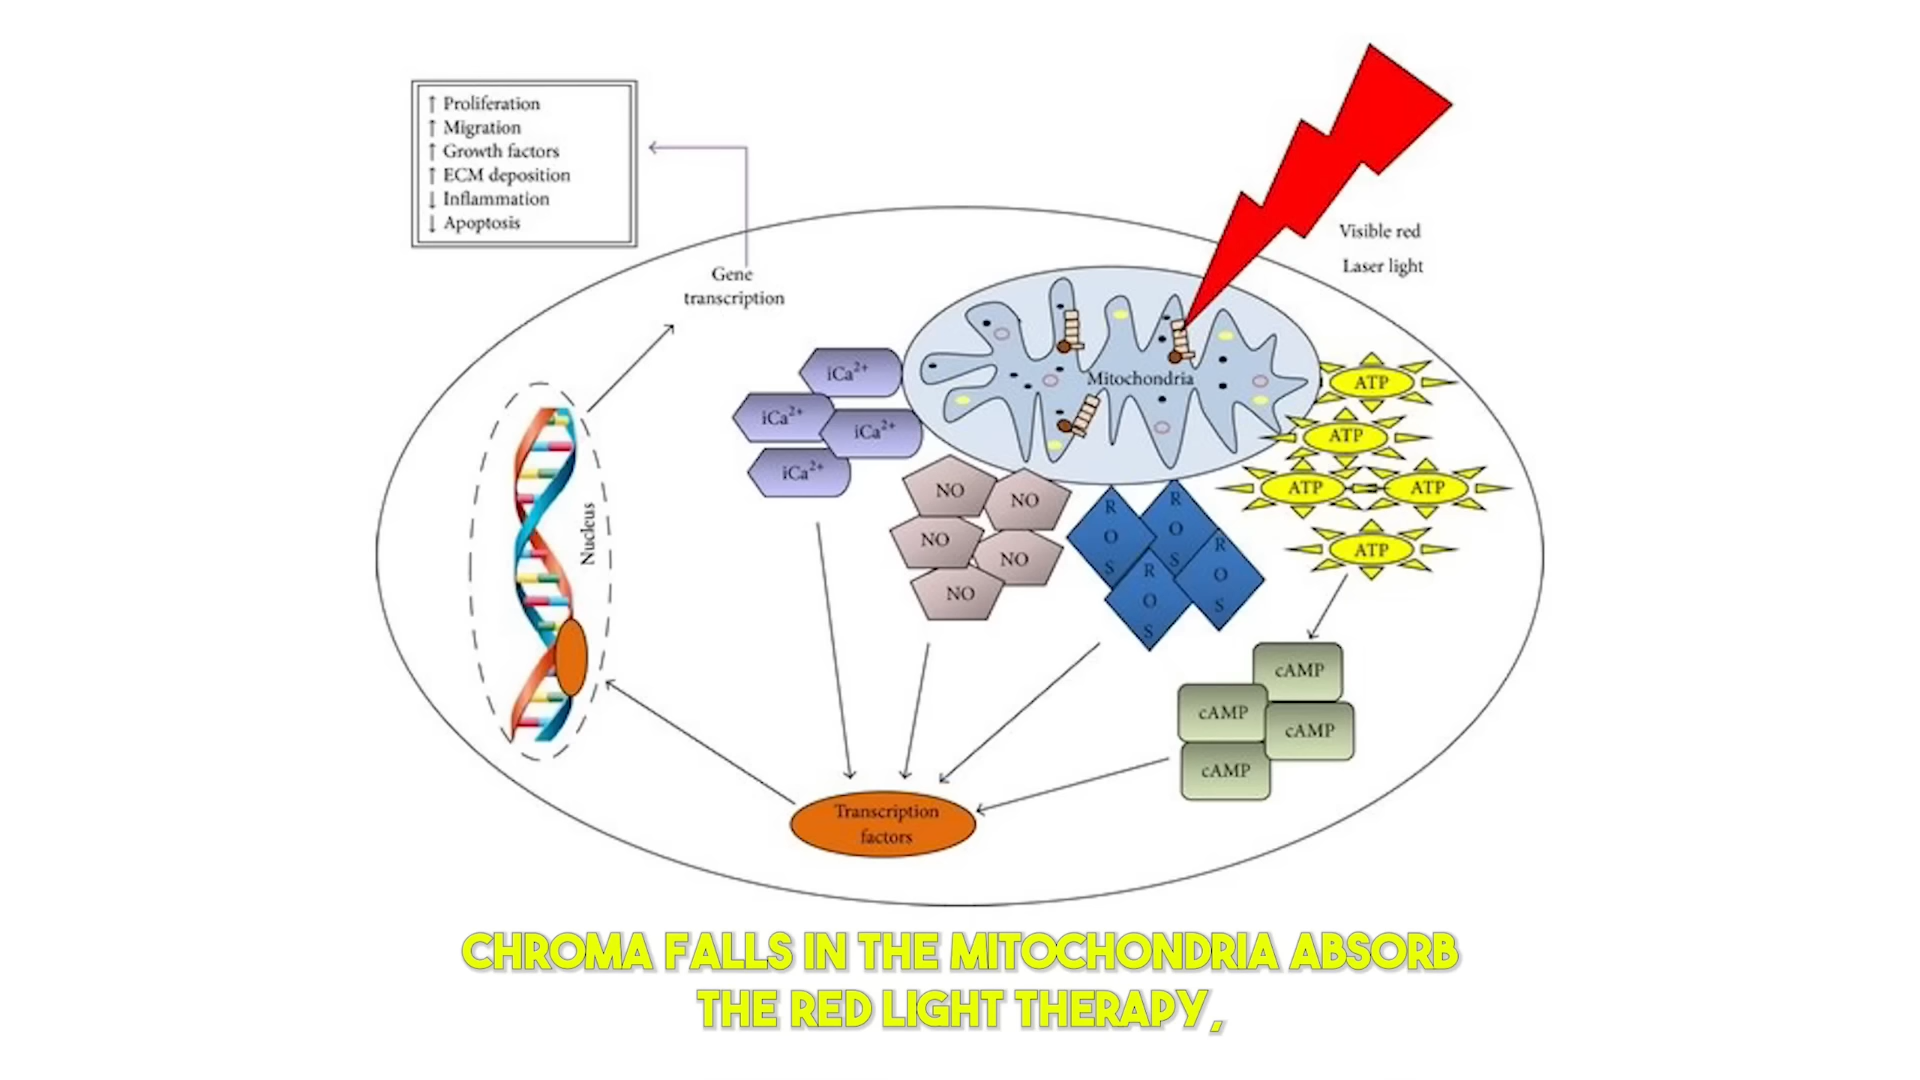 ↑ Proliferation
↑ Migration
↑ Growth factors
↑ ECM deposition
↓ Inflammation
↓ Apoptosis
Visible red
Laser light
Gene
transcription
Mitochondria
iCa2+
iCa2+
iCa2+
iCa2+
ATP
ATP
ATP
ATP
ATP
NO
NO
NO
NO
NO
ROS
ROS
ROS
ROS
Nucleus
cAMP
cAMP
cAMP
cAMP
Transcription
factors
CHROMA FALLS IN THE MITOCHONDRIA ABSORB
THE RED LIGHT THERAPY,